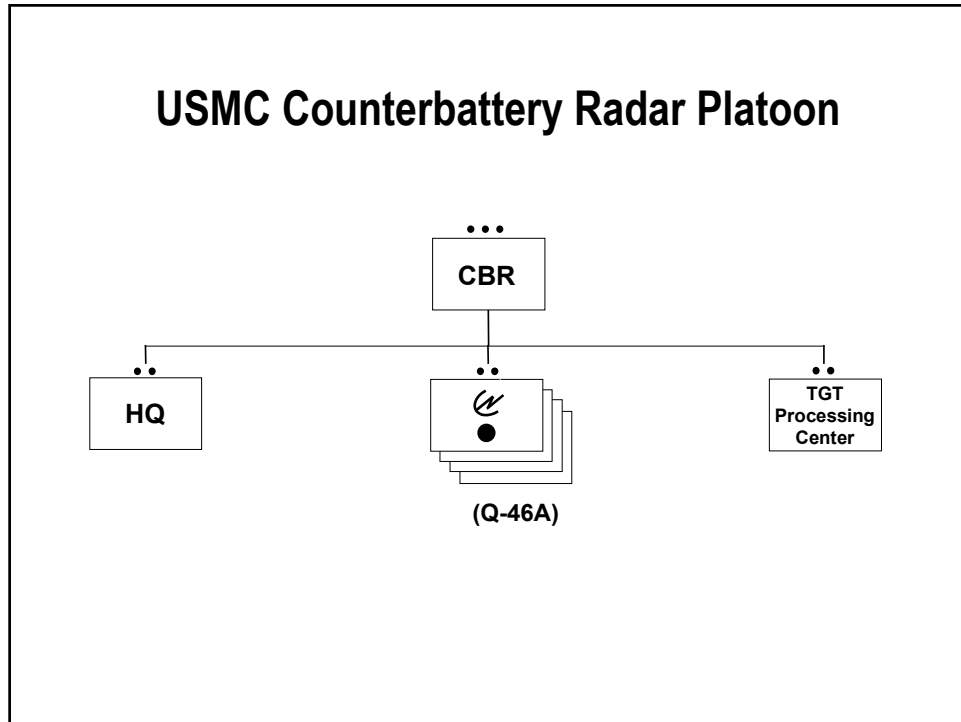 USMC Counterbattery Radar Platoon
CBR
HQ
TGT
Processing
Center
(Q-46A)